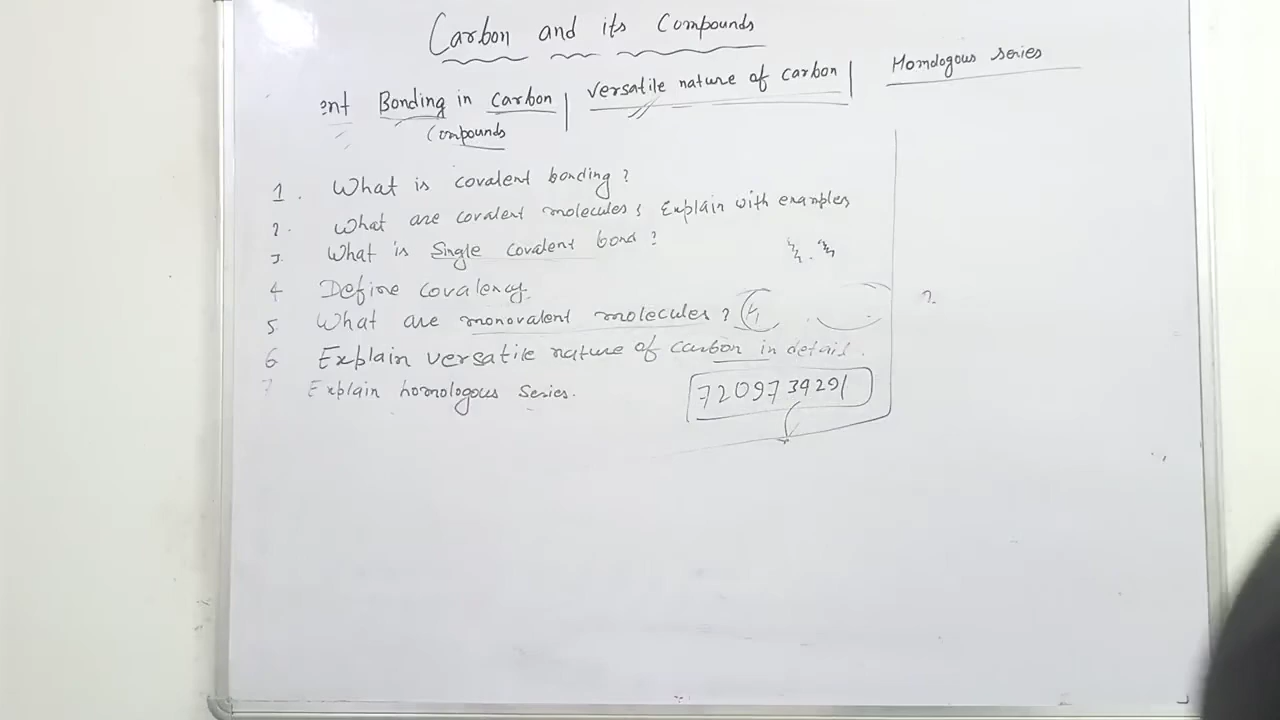 Carbon and its Compounds
ent Bonding in Carbon | Versatile nature of Carbon | Homologous series
Compounds
1. What is covalent bonding?
2. What are covalent molecules; Explain with examples
3. What is Single covalent bond?
4 Define covalency.
5 What are monovalent molecules?
6 Explain versatile nature of carbon in detail.
7 Explain homologous series.
7209739291